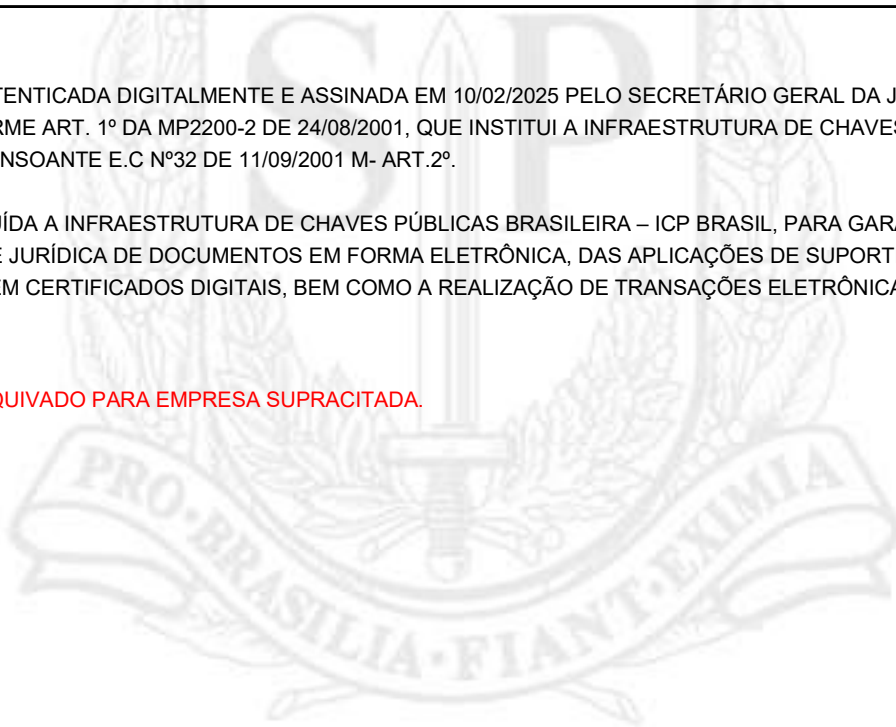 TENTICADA DIGITALMENTE E ASSINADA EM 10/02/2025 PELO SECRETÁRIO GERAL DA J
RME ART. 1º DA MP2200-2 DE 24/08/2001, QUE INSTITUI A INFRAESTRUTURA DE CHAVES
NSOANTE E.C Nº32 DE 11/09/2001 M- ART.2º.
ÍDA A INFRAESTRUTURA DE CHAVES PÚBLICAS BRASILEIRA – ICP BRASIL, PARA GARA
E JURÍDICA DE DOCUMENTOS EM FORMA ELETRÔNICA, DAS APLICAÇÕES DE SUPORT
EM CERTIFICADOS DIGITAIS, BEM COMO A REALIZAÇÃO DE TRANSAÇÕES ELETRÔNICA
QUIVADO PARA EMPRESA SUPRACITADA.
SP
PRO·BRASILIA·FIANT·EXIMIA